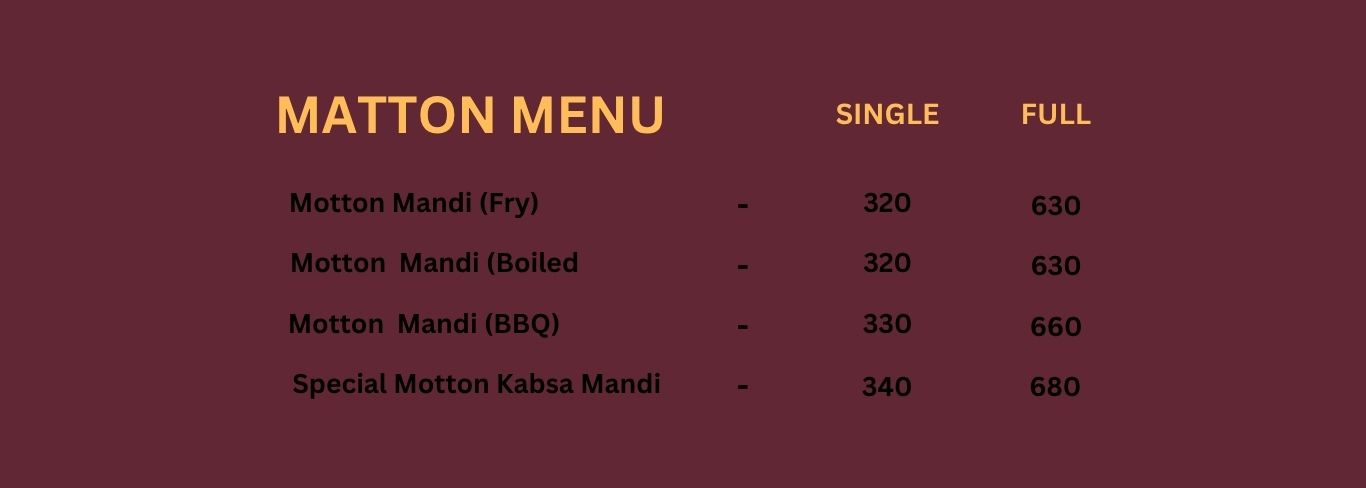 MATTON MENU SINGLE FULL
Motton Mandi (Fry) - 320 630
Motton Mandi (Boiled - 320 630
Motton Mandi (BBQ) - 330 660
Special Motton Kabsa Mandi - 340 680